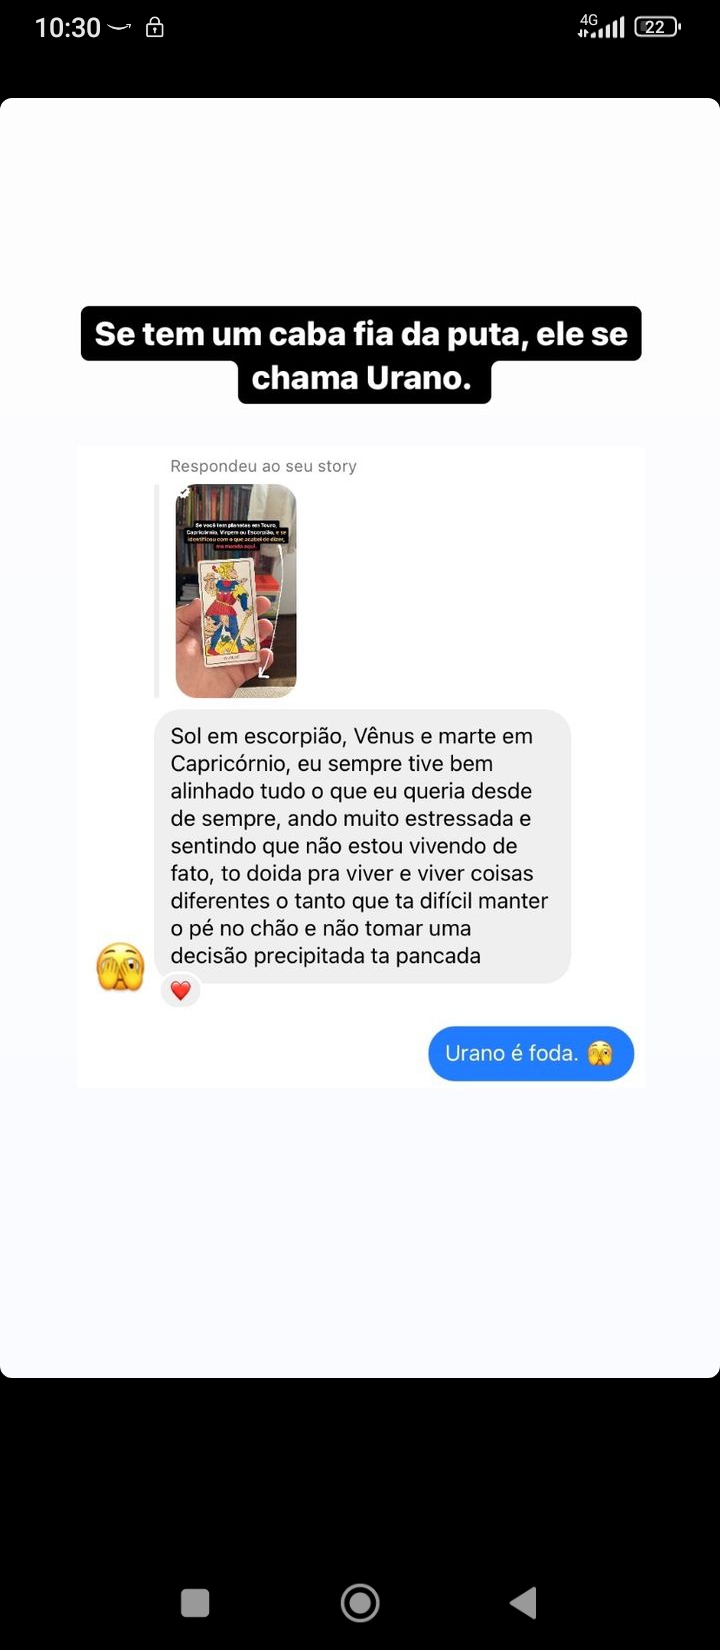 10:30
4G
22
Se tem um caba fia da puta, ele se
chama Urano.
Respondeu ao seu story
Se você tem planetas em Touro,
Capricórnio, Virgem ou Escorpião, e se
identificou com o que acabei de dizer,
me manda aqui.
Sol em escorpião, Vênus e marte em
Capricórnio, eu sempre tive bem
alinhado tudo o que eu queria desde
de sempre, ando muito estressada e
sentindo que não estou vivendo de
fato, to doida pra viver e viver coisas
diferentes o tanto que ta difícil manter
o pé no chão e não tomar uma
decisão precipitada ta pancada
Urano é foda.